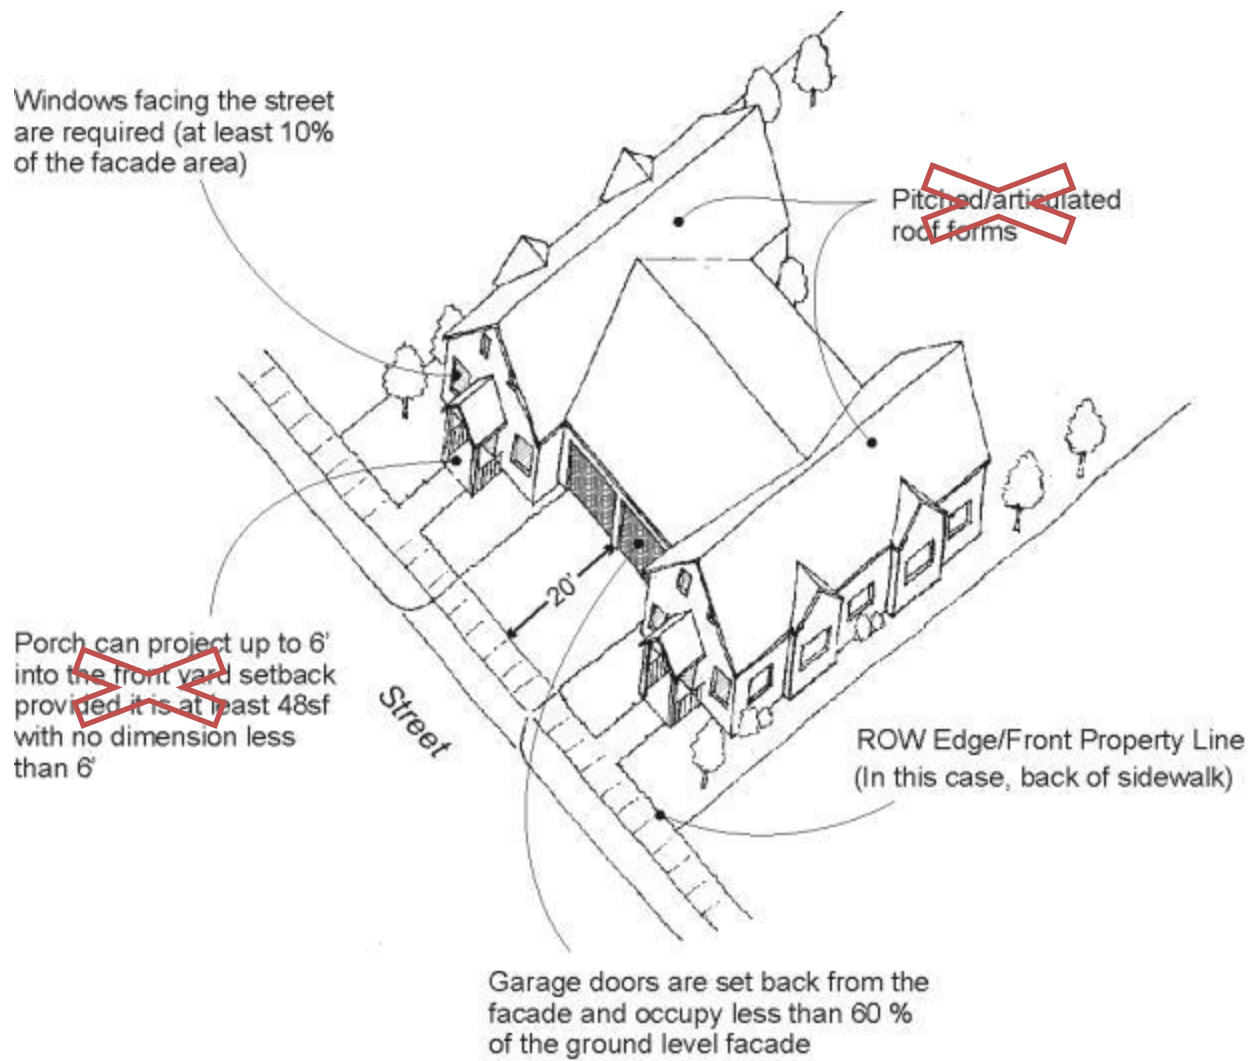 Windows facing the street
are required (at least 10%
of the facade area)
Pitched/articulated
roof forms
20'
Porch can project up to 6'
into the front yard setback
provided it is at least 48sf
with no dimension less
than 6'
Street
ROW Edge/Front Property Line
(In this case, back of sidewalk)
Garage doors are set back from the
facade and occupy less than 60 %
of the ground level facade